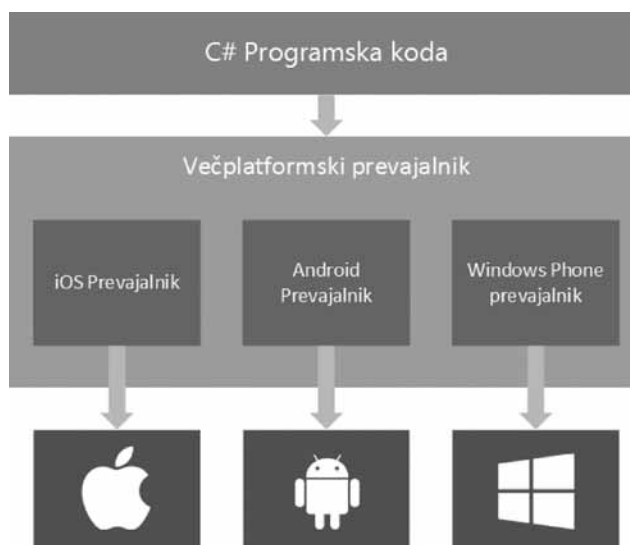 C# Programska koda
Večplatformski prevajalnik
iOS Prevajalnik
Android
Prevajalnik
Windows Phone
prevajalnik